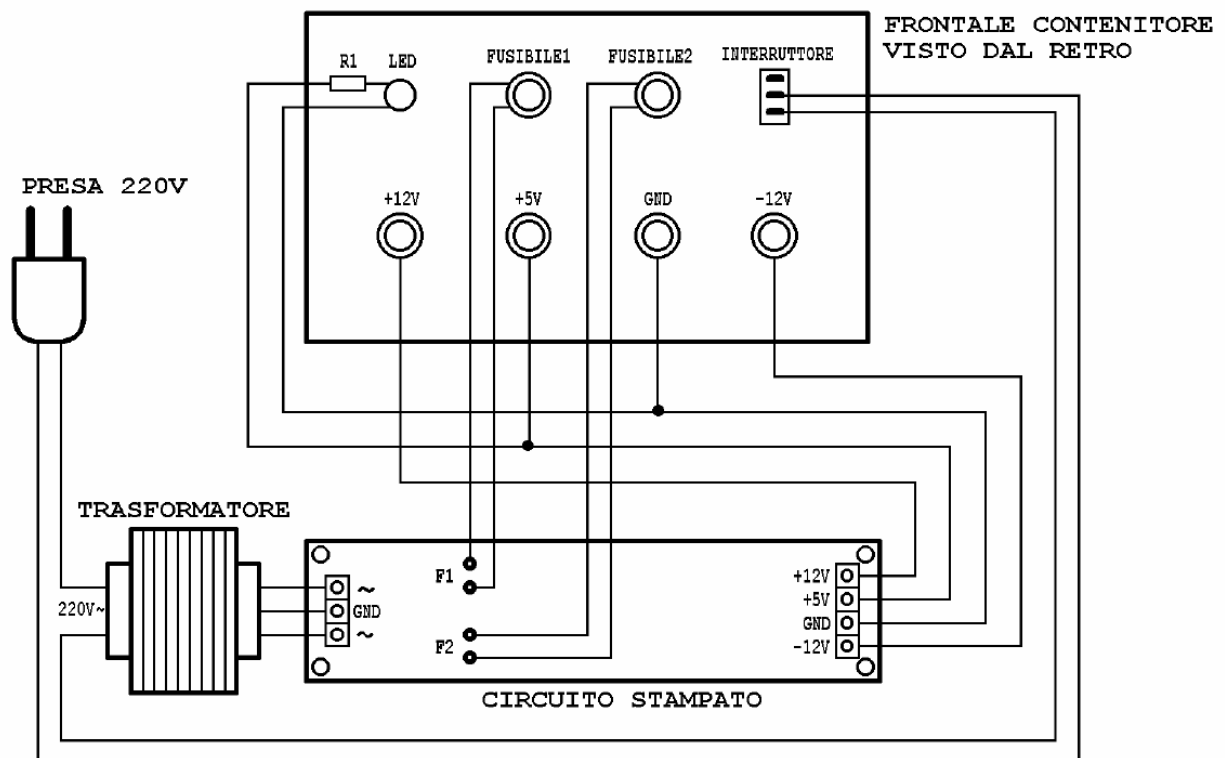 FRONTALE CONTENITORE
VISTO DAL RETRO
R1 LED FUSIBILE1 FUSIBILE2 INTERRUTTORE
PRESA 220V
+12V +5V GND -12V
TRASFORMATORE
220V~
~
GND
~
F1
F2
+12V
+5V
GND
-12V
CIRCUITO STAMPATO